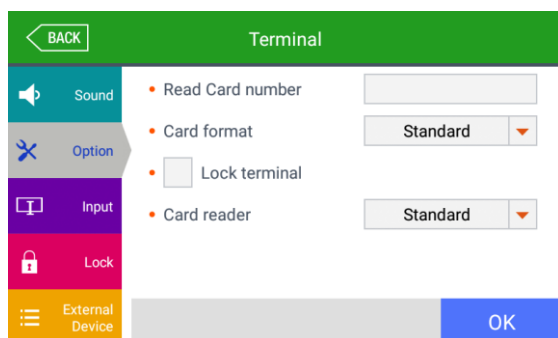 BACK
Terminal
Sound
Option
Input
Lock
External
Device
Read Card number
Card format
Standard
Lock terminal
Card reader
Standard
OK